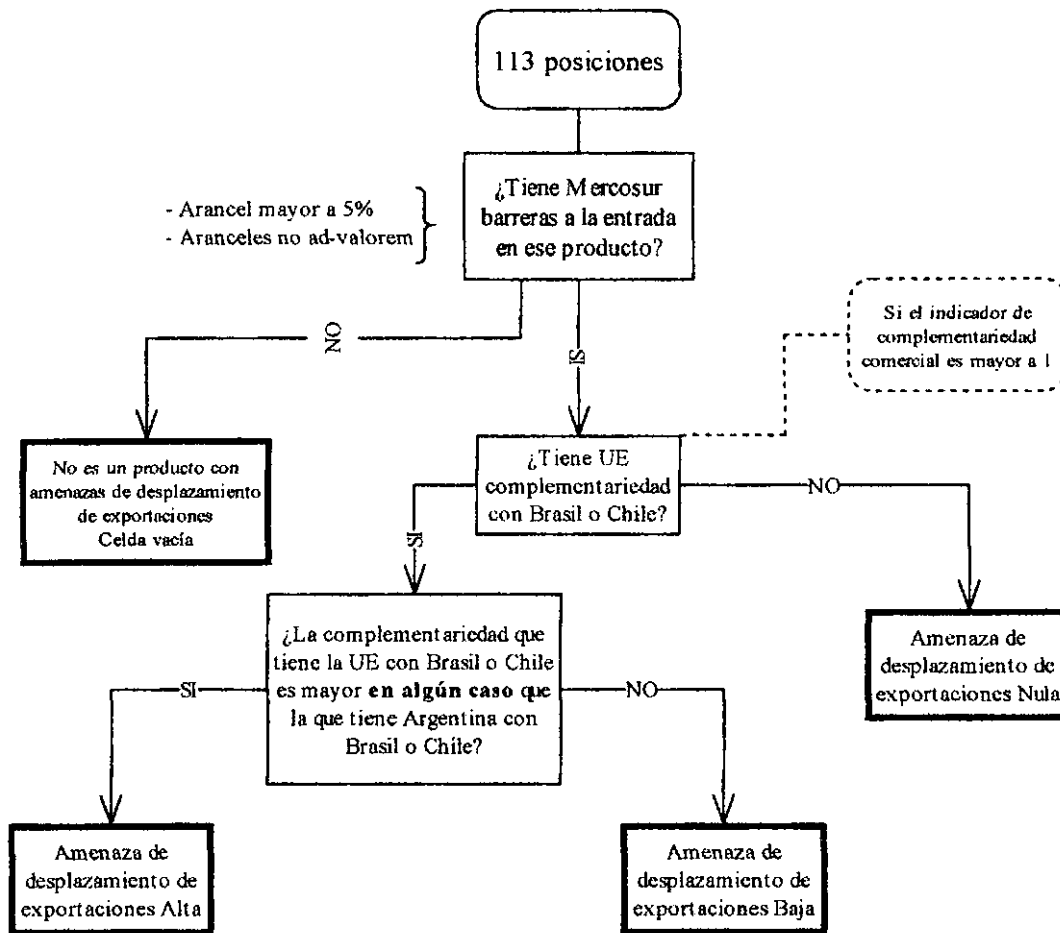 113 posiciones
¿Tiene Mercosur
barreras a la entrada
en ese producto?
- Arancel mayor a 5%
- Aranceles no ad-valorem
NO
SI
Si el indicador de
complementariedad
comercial es mayor a 1
No es un producto con
amenazas de desplazamiento
de exportaciones
Celda vacía
¿Tiene UE
complementariedad
con Brasil o Chile?
SI
NO
¿La complementariedad que
tiene la UE con Brasil o Chile
es mayor en algún caso que
la que tiene Argentina con
Brasil o Chile?
SI
NO
Amenaza de
desplazamiento de
exportaciones Nula
Amenaza de
desplazamiento de
exportaciones Alta
Amenaza de
desplazamiento de
exportaciones Baja